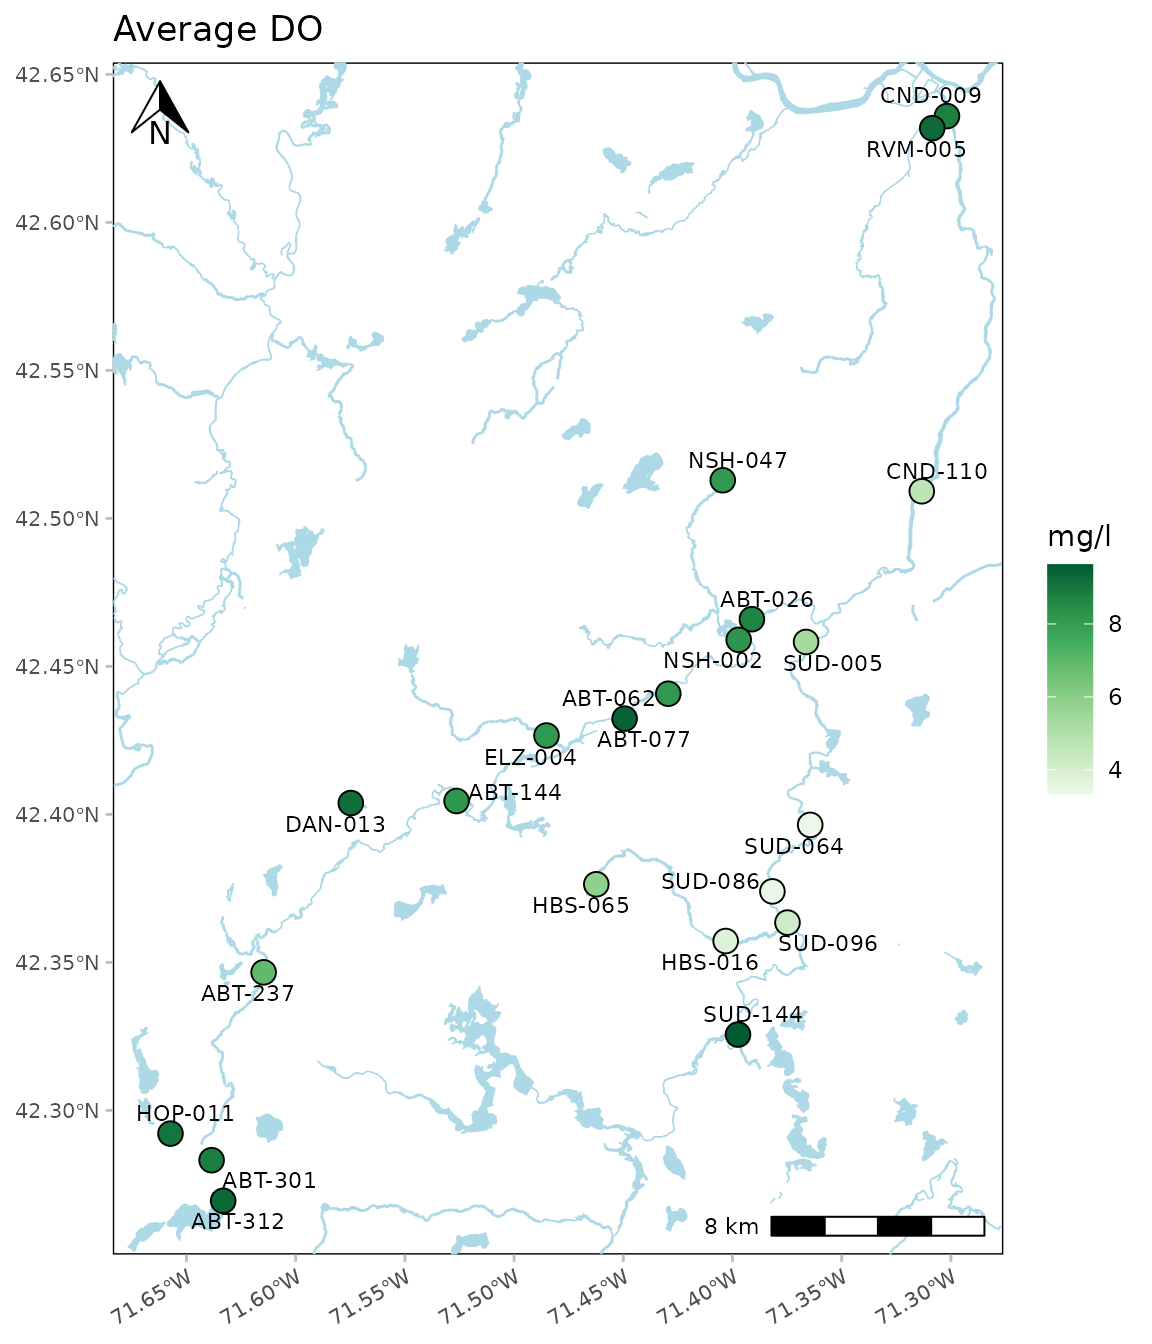 Average DO
42.65°N
42.60°N
42.55°N
42.50°N
42.45°N
42.40°N
42.35°N
42.30°N
N
CND-009
RVM-005
NSH-047
CND-110
ABT-026
NSH-002
SUD-005
ABT-062
ABT-077
ELZ-004
ABT-144
DAN-013
SUD-064
SUD-086
HBS-065
SUD-096
HBS-016
ABT-237
SUD-144
HOP-011
ABT-301
ABT-312
8 km
71.65°W
71.60°W
71.55°W
71.50°W
71.45°W
71.40°W
71.35°W
71.30°W
mg/l
8
6
4